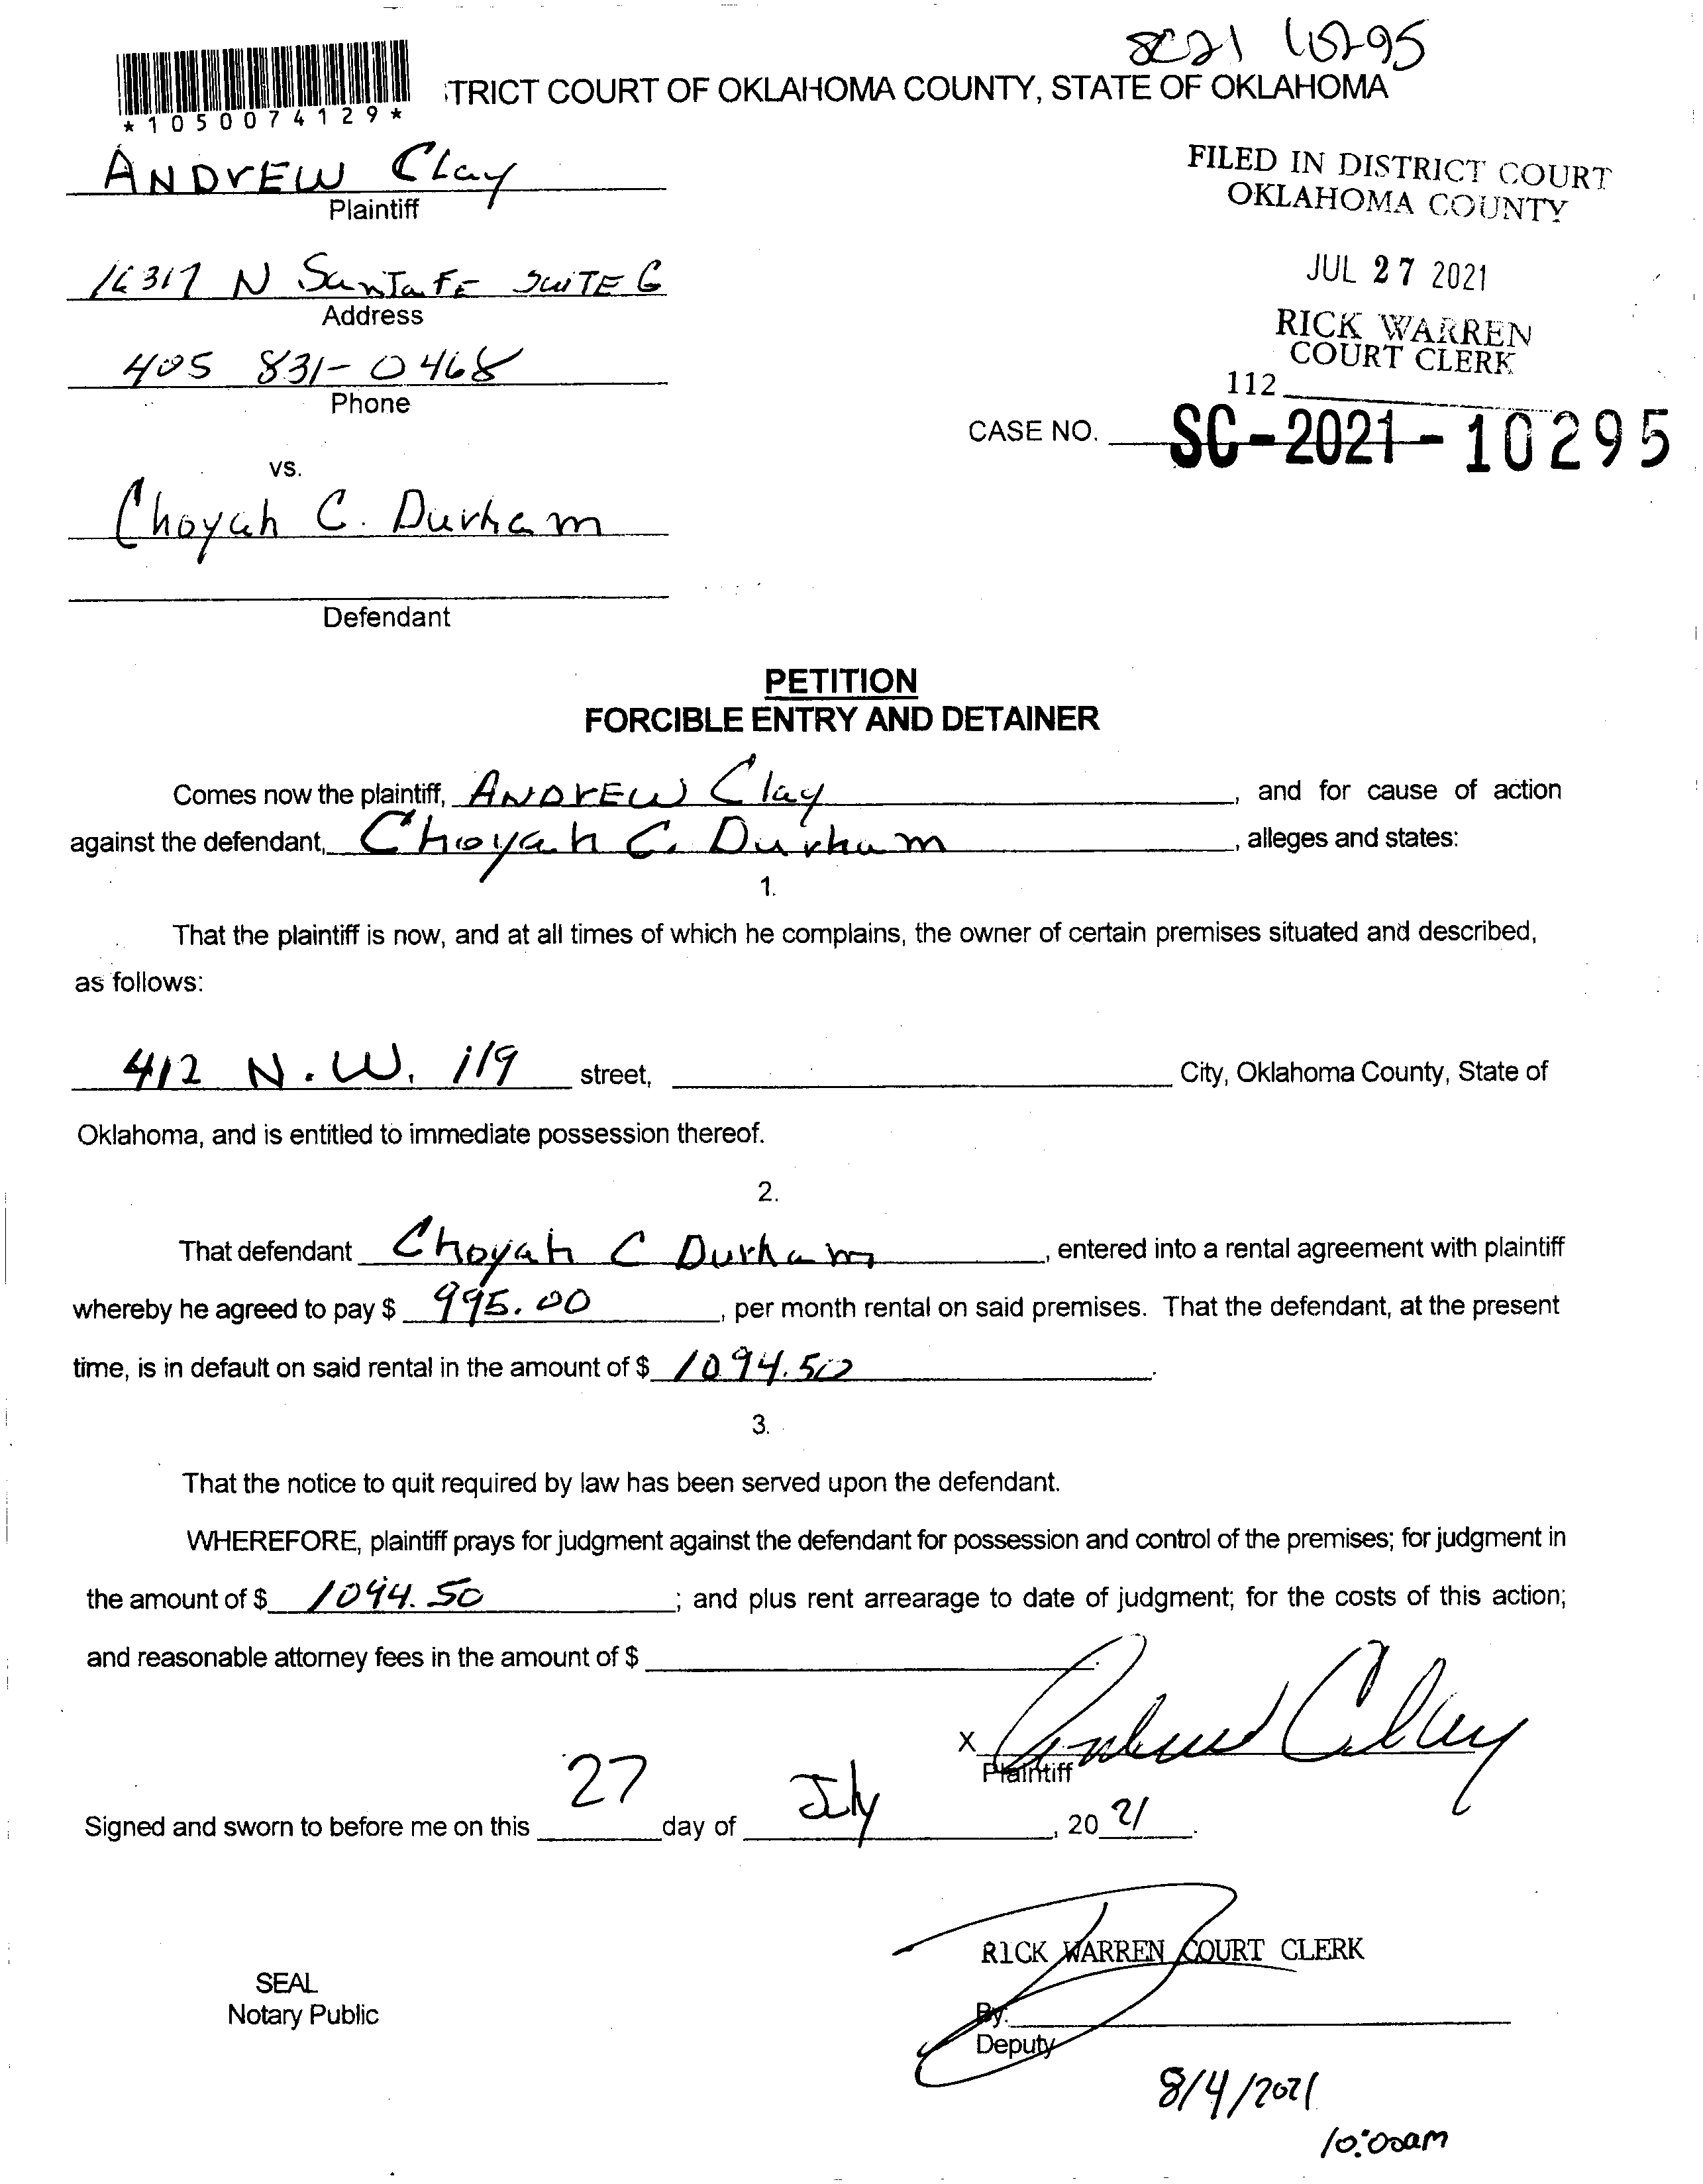 SC21 10295
TRICT COURT OF OKLAHOMA COUNTY, STATE OF OKLAHOMA
*1050074129*
ANDrEW Clay
Plaintiff
FILED IN DISTRICT COURT
OKLAHOMA COUNTY
16317 N SanTaFE SuiTE G
Address
JUL 27 2021
405 831-0468
Phone
RICK WARREN
COURT CLERK
112
CASE NO. SC-2021-10295
vs.
Choyah C. Durham
Defendant
PETITION
FORCIBLE ENTRY AND DETAINER
Comes now the plaintiff, ANDrEW Clay, and for cause of action
against the defendant, Choyah C. Durham, alleges and states:
1.
That the plaintiff is now, and at all times of which he complains, the owner of certain premises situated and described,
as follows:
412 N.W. 119 street, City, Oklahoma County, State of
Oklahoma, and is entitled to immediate possession thereof.
2.
That defendant Choyah C Durham, entered into a rental agreement with plaintiff
whereby he agreed to pay $ 995.00, per month rental on said premises. That the defendant, at the present
time, is in default on said rental in the amount of $ 1094.50.
3.
That the notice to quit required by law has been served upon the defendant.
WHEREFORE, plaintiff prays for judgment against the defendant for possession and control of the premises; for judgment in
the amount of $ 1094.50; and plus rent arrearage to date of judgment; for the costs of this action;
and reasonable attorney fees in the amount of $
X Andrew Clay
Plaintiff
Signed and sworn to before me on this 27 day of July, 20 21.
RICK WARREN COURT CLERK
SEAL
Notary Public
By:
Deputy
8/4/2021
10:00am